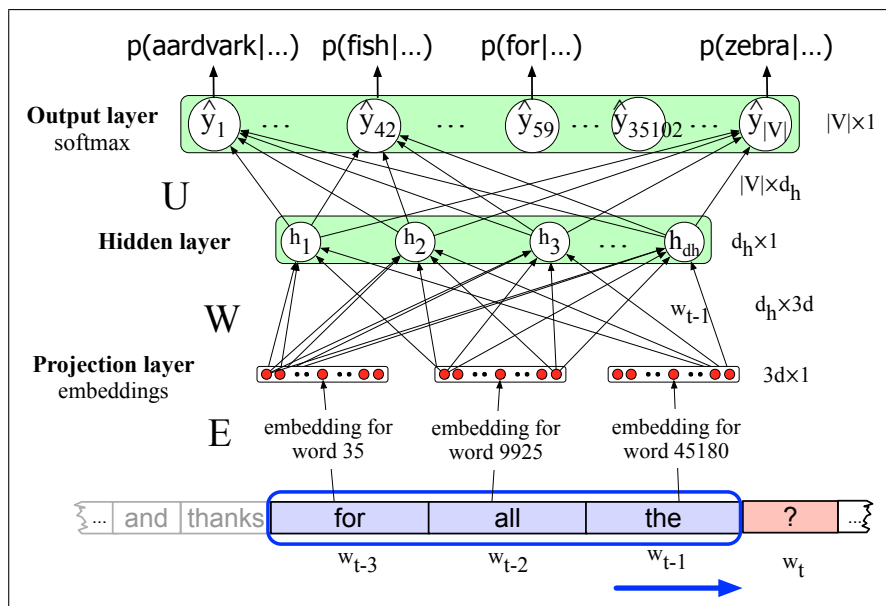 p(aardvark|...) p(fish|...) p(for|...) p(zebra|...)
Output layer softmax
ŷ1 ... ŷ42 ... ŷ59 ... ŷ35102 ... ŷ|V| |V|×1
U |V|×dh
Hidden layer h1 h2 h3 ... hdh dh×1
W wt-1 dh×3d
Projection layer embeddings 3d×1
E
embedding for word 35
embedding for word 9925
embedding for word 45180
... and thanks for all the ? ...
wt-3 wt-2 wt-1 wt